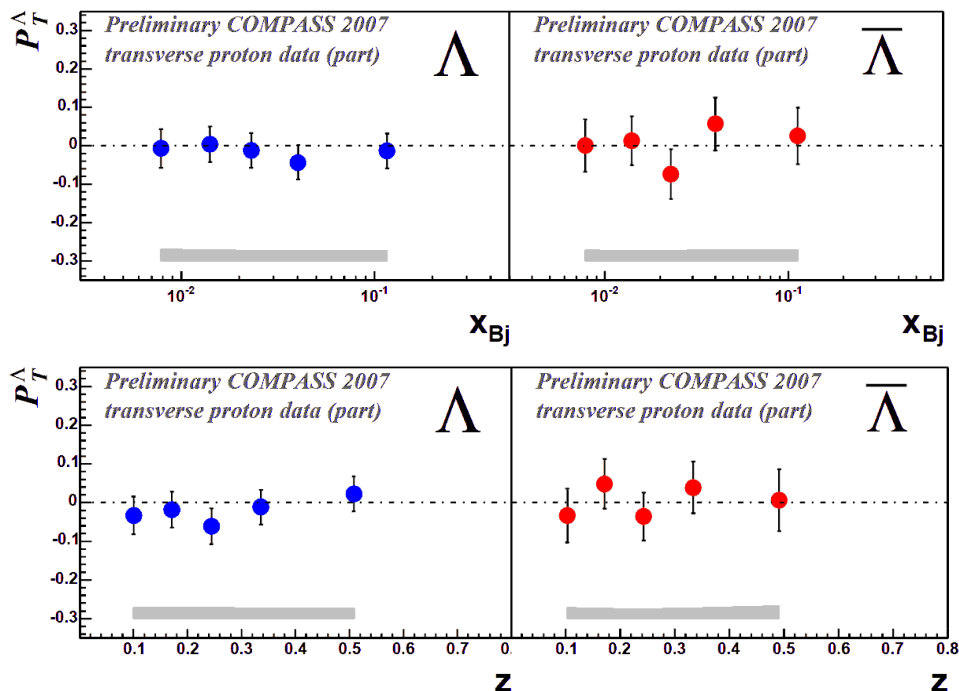 P_T^Λ
Preliminary COMPASS 2007
transverse proton data (part)
Λ
Preliminary COMPASS 2007
transverse proton data (part)
Λ̅
0.3
0.2
0.1
0
-0.1
-0.2
-0.3
10⁻²
10⁻¹
10⁻²
10⁻¹
x_Bj
x_Bj
P_T^Λ
Preliminary COMPASS 2007
transverse proton data (part)
Λ
Preliminary COMPASS 2007
transverse proton data (part)
Λ̅
0.3
0.2
0.1
0
-0.1
-0.2
-0.3
0.1 0.2 0.3 0.4 0.5 0.6 0.7 0. 0.1 0.2 0.3 0.4 0.5 0.6 0.7 0.8
z
z